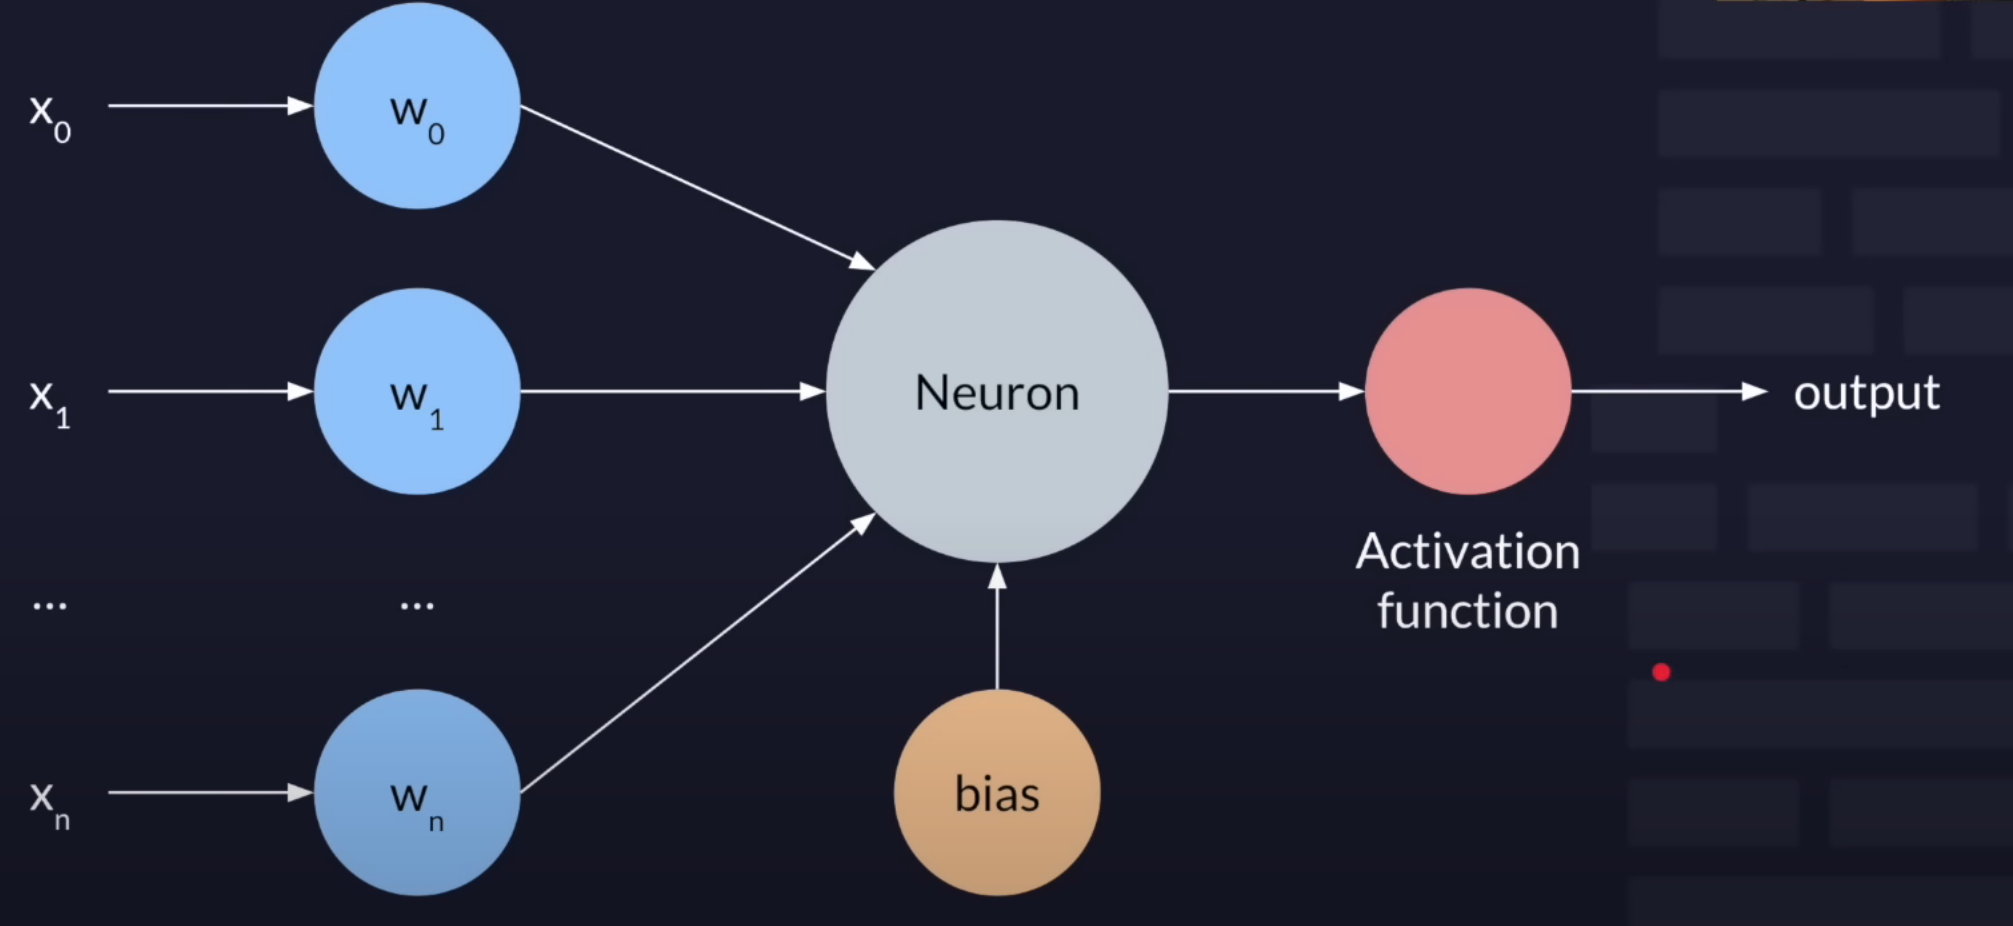 x0
w0
x1
w1
Neuron
output
Activation
function
...
...
xn
wn
bias